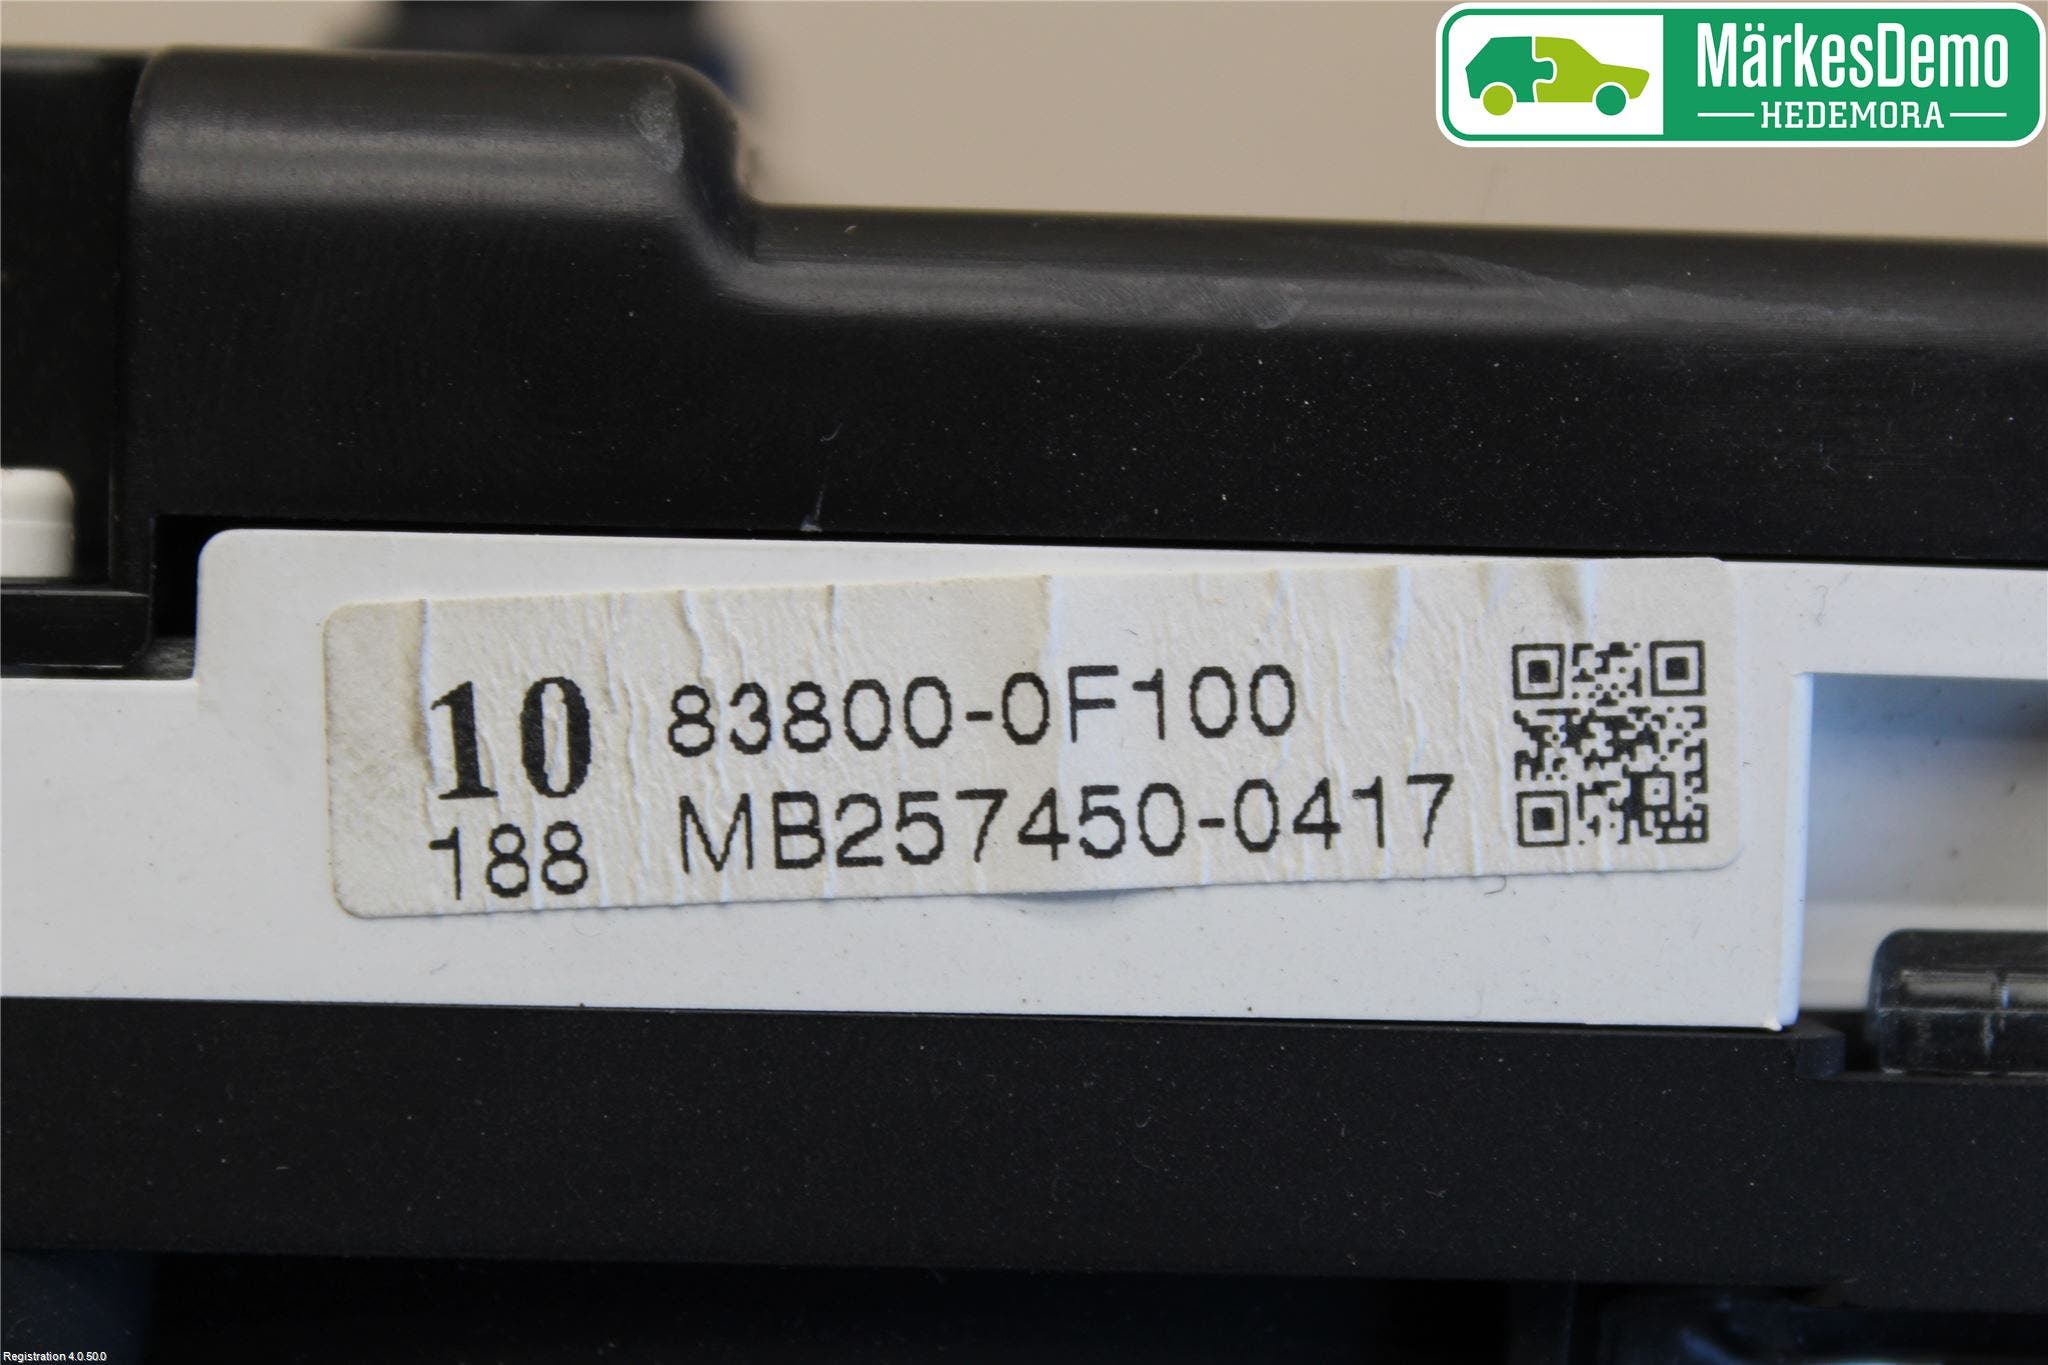 MärkesDemo
HEDEMORA
10 83800-0F100
188 MB257450-0417
Registration 4.0.50.0